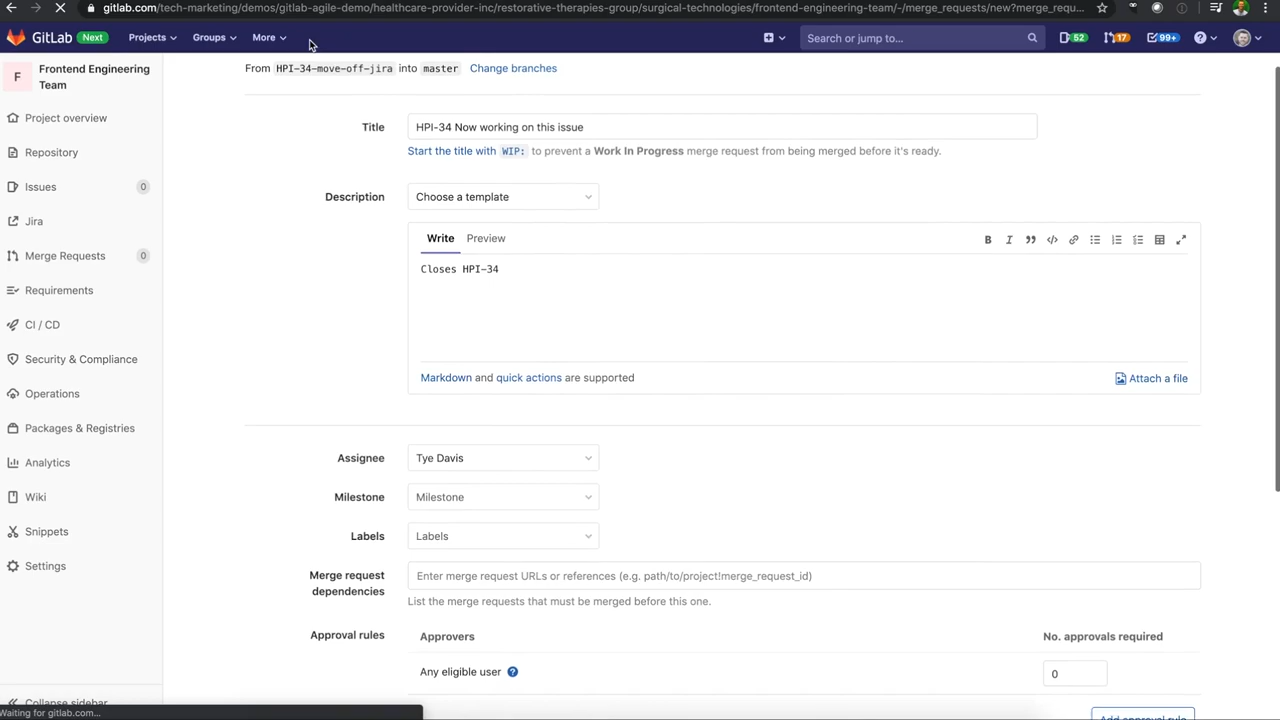 gitlab.com/tech-marketing/demos/gitlab-agile-demo/healthcare-provider-inc/restorative-therapies-group/surgical-technologies/frontend-engineering-team/-/merge_requests/new?merge_requ...
GitLab Next Projects Groups More Search or jump to... 52 17 99+
F Frontend Engineering Team
Project overview
Repository
Issues 0
Jira
Merge Requests 0
Requirements
CI / CD
Security & Compliance
Operations
Packages & Registries
Analytics
Wiki
Snippets
Settings
Collapse sidebar
Waiting for gitlab.com...
From HPI-34-move-off-jira into master Change branches
Title HPI-34 Now working on this issue
Start the title with WIP: to prevent a Work In Progress merge request from being merged before it's ready.
Description Choose a template
Write Preview
Closes HPI-34
Markdown and quick actions are supported Attach a file
Assignee Tye Davis
Milestone Milestone
Labels Labels
Merge request dependencies Enter merge request URLs or references (e.g. path/to/project!merge_request_id)
List the merge requests that must be merged before this one.
Approval rules Approvers No. approvals required
Any eligible user 0
Add approval rule